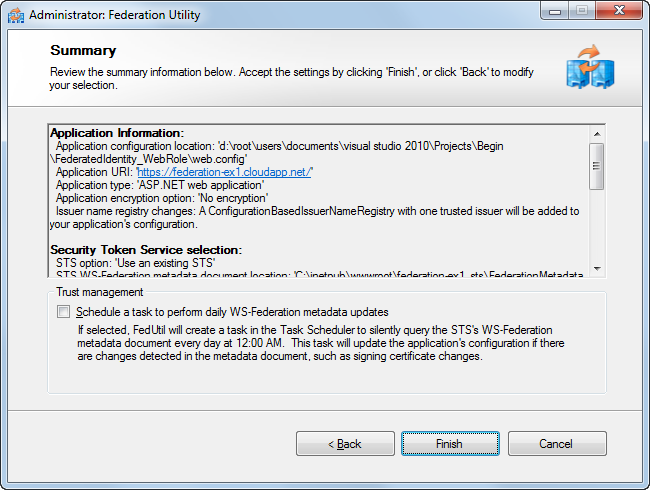 Administrator: Federation Utility
Summary
Review the summary information below. Accept the settings by clicking 'Finish', or click 'Back' to modify
your selection.
Application Information:
Application configuration location: 'd:\root\users\documents\visual studio 2010\Projects\Begin
\FederatedIdentity_WebRole\web.config'
Application URI: 'https://federation-ex1.cloudapp.net/'
Application type: 'ASP.NET web application'
Application encryption option: 'No encryption'
Issuer name registry changes: A ConfigurationBasedIssuerNameRegistry with one trusted issuer will be added to
your application's configuration.
Security Token Service selection:
STS option: 'Use an existing STS'
STS WS-Federation metadata document location: 'C:\inetpub\wwwroot\federation-ex1_sts\FederationMetadata
Trust management
Schedule a task to perform daily WS-Federation metadata updates
If selected, FedUtil will create a task in the Task Scheduler to silently query the STS's WS-Federation
metadata document every day at 12:00 AM. This task will update the application's configuration if there
are changes detected in the metadata document, such as signing certificate changes.
< Back
Finish
Cancel